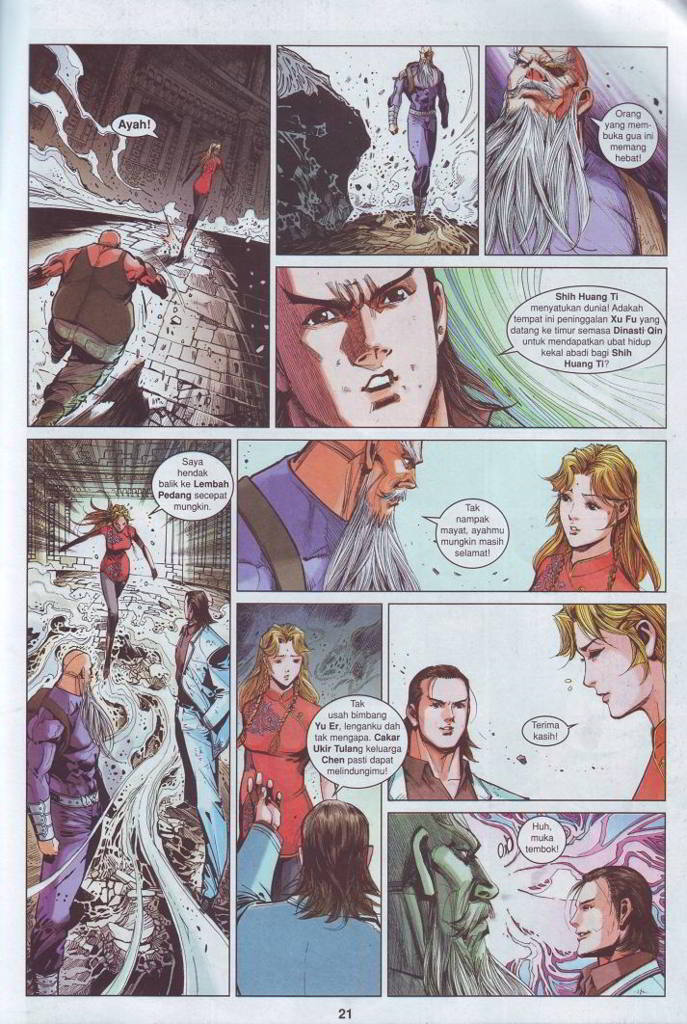 Ayah!
Orang
yang mem-
buka gua ini
memang
hebat!
Shih Huang Ti
menyatukan dunia! Adakah
tempat ini peninggalan Xu Fu yang
datang ke timur semasa Dinasti Qin
untuk mendapatkan ubat hidup
kekal abadi bagi Shih
Huang Ti?
Saya
hendak
balik ke Lembah
Pedang secepat
mungkin.
Tak
nampak
mayat, ayahmu
mungkin masih
selamat!
Tak
usah bimbang
Yu Er, lenganku dah
tak mengapa. Cakar
Ukir Tulang keluarga
Chen pasti dapat
melindungimu!
Terima
kasih!
Huh,
muka
tembok!
21